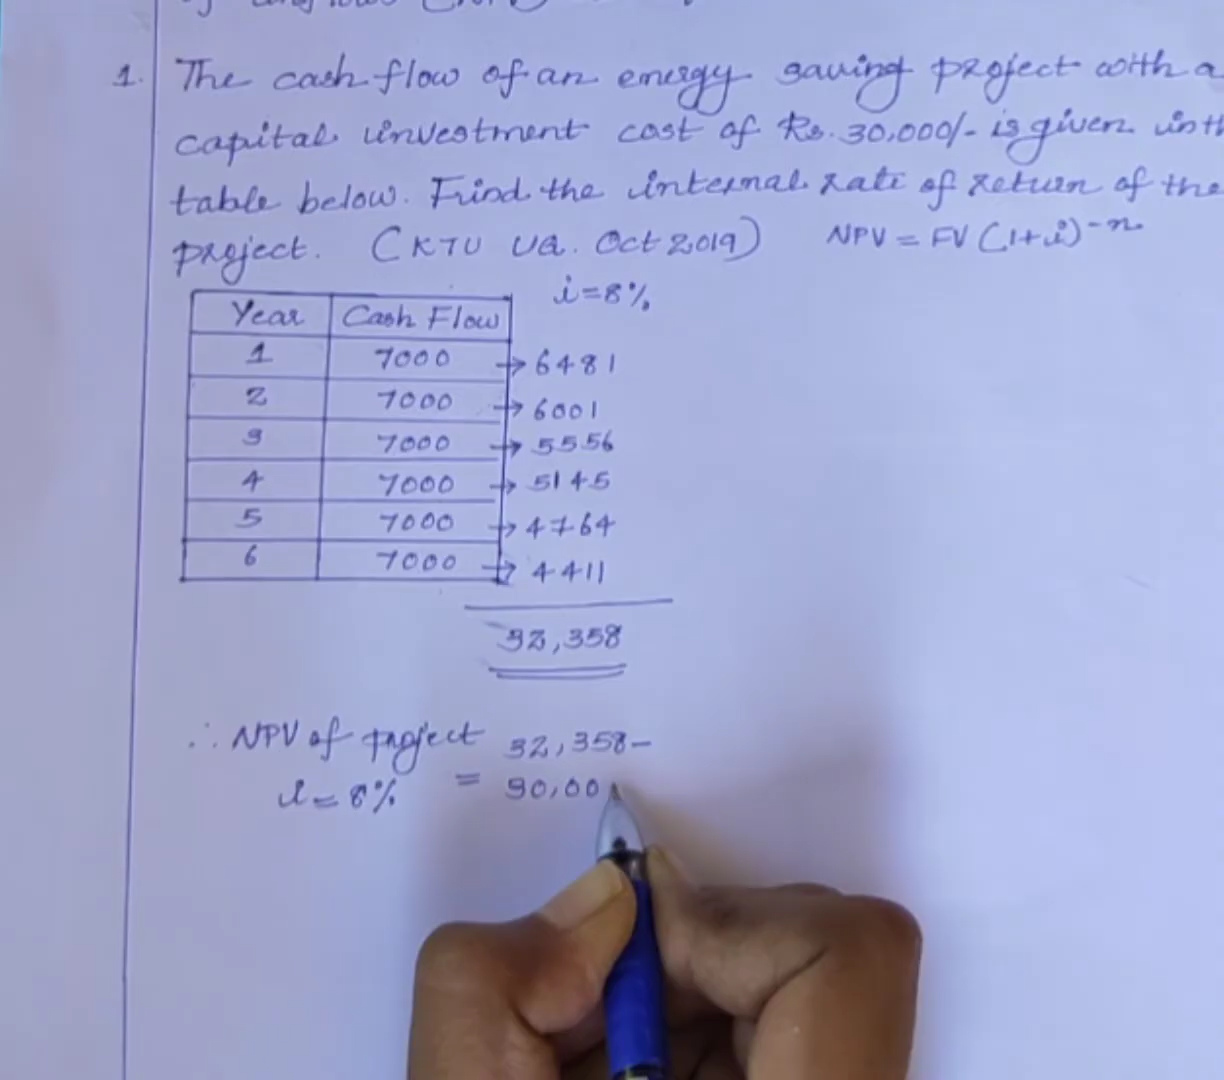 1. The cash flow of an energy saving project with a
capital investment cost of Rs. 30,000/- is given in th
table below. Find the internal rate of return of the
project. (KTU UQ. Oct 2019) NPV = FV (1+i)^-n
i=8%
Year Cash Flow
1 7000 → 6481
2 7000 → 6001
3 7000 → 5556
4 7000 → 5145
5 7000 → 4764
6 7000 → 4411
32,358
∴ NPV of project 32,358 –
i = 8% = 30,00